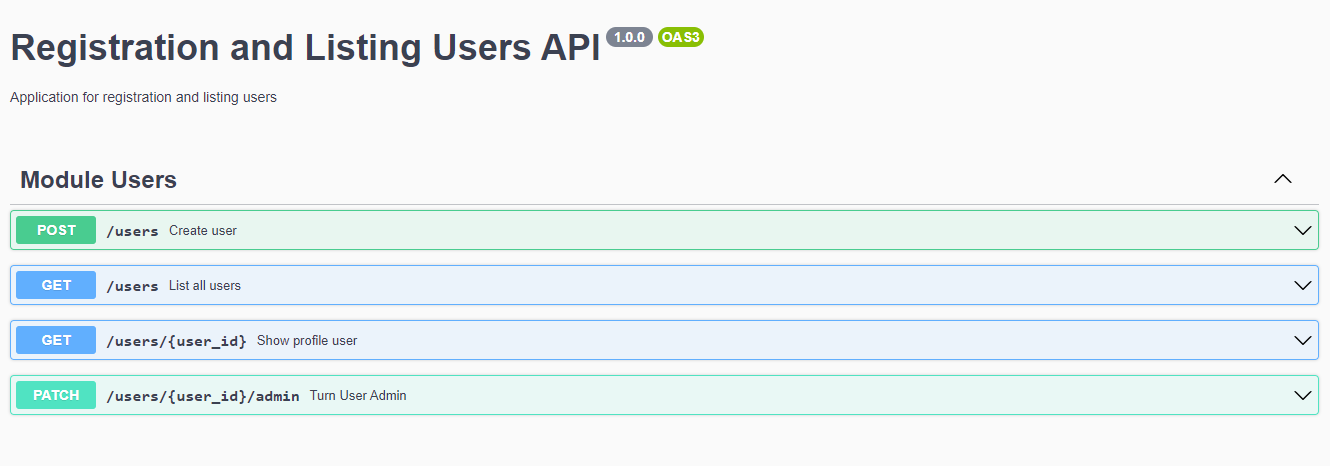 Registration and Listing Users API 1.0.0 OAS3
Application for registration and listing users
Module Users
POST /users Create user
GET /users List all users
GET /users/{user_id} Show profile user
PATCH /users/{user_id}/admin Turn User Admin